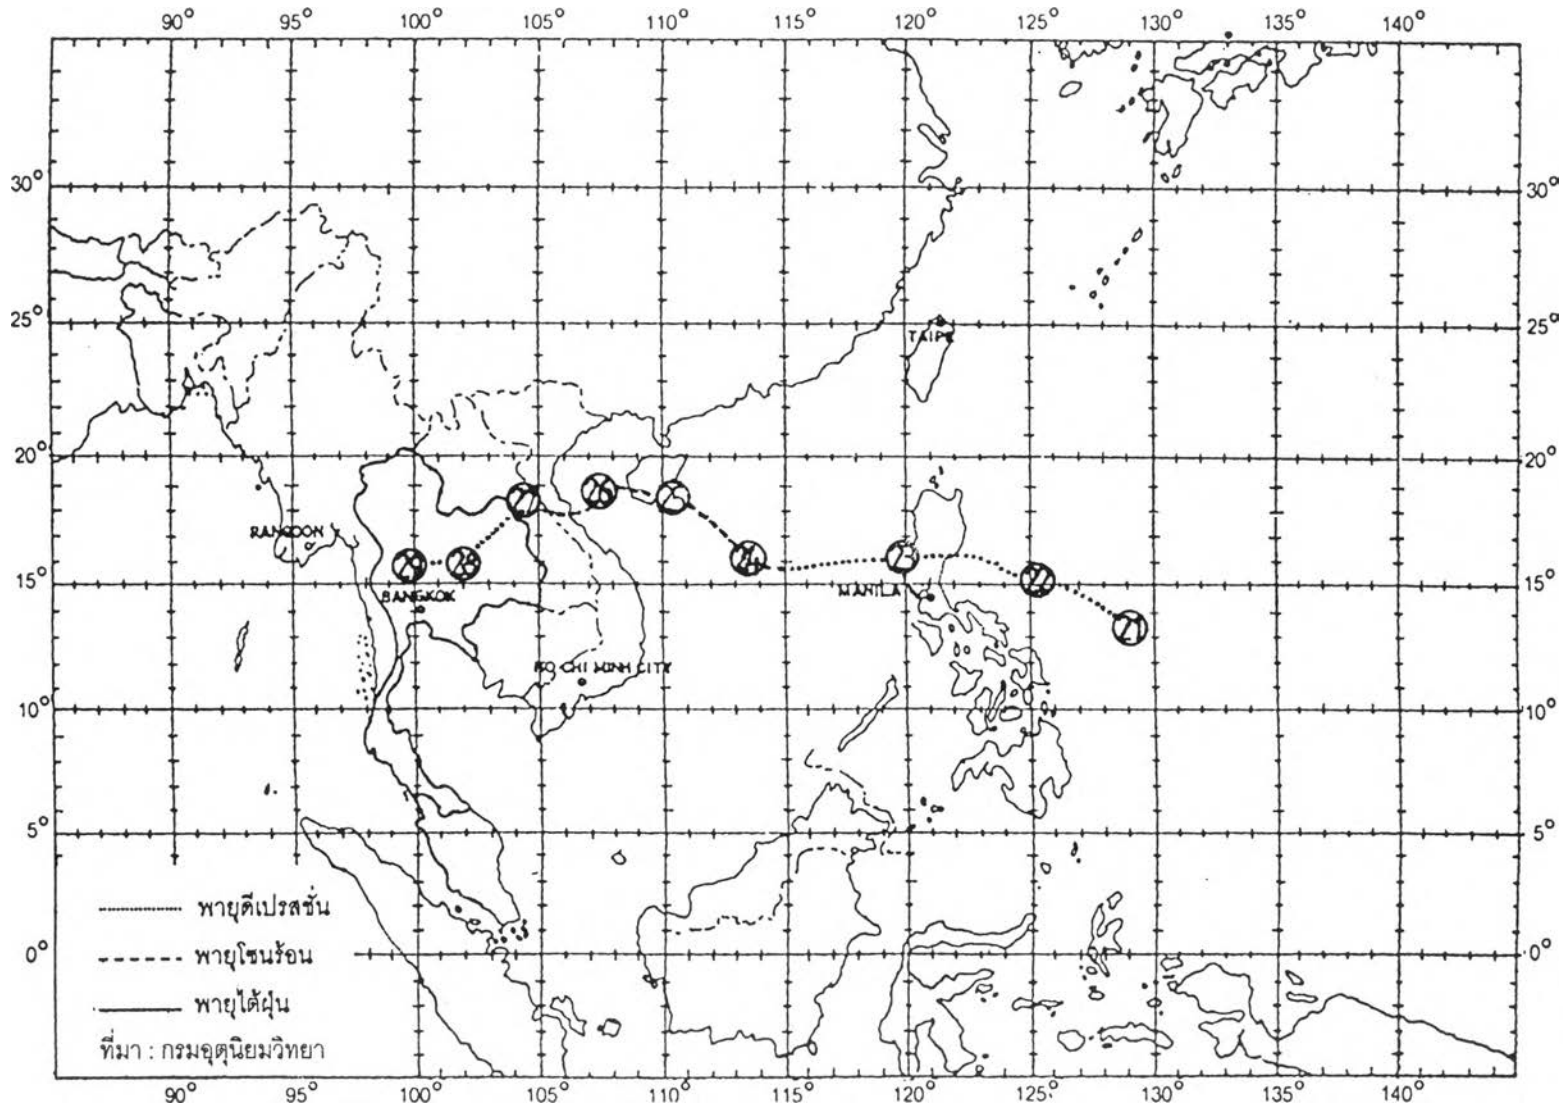 90° 95° 100° 105° 110° 115° 120° 125° 130° 135° 140°
30° 30°
25° 25°
TAIPE
20° 20°
27 26 25
RANGOON
29 28 24 23 22
15° 15°
BANGKOK MANILA
21
HO CHI MINH CITY
10° 10°
5° 5°
พายุดีเปรสชั่น
0° 0°
พายุโซนร้อน
พายุไต้ฝุ่น
ที่มา : กรมอุตุนิยมวิทยา
90° 95° 100° 105° 110° 115° 120° 125° 130° 135° 140°